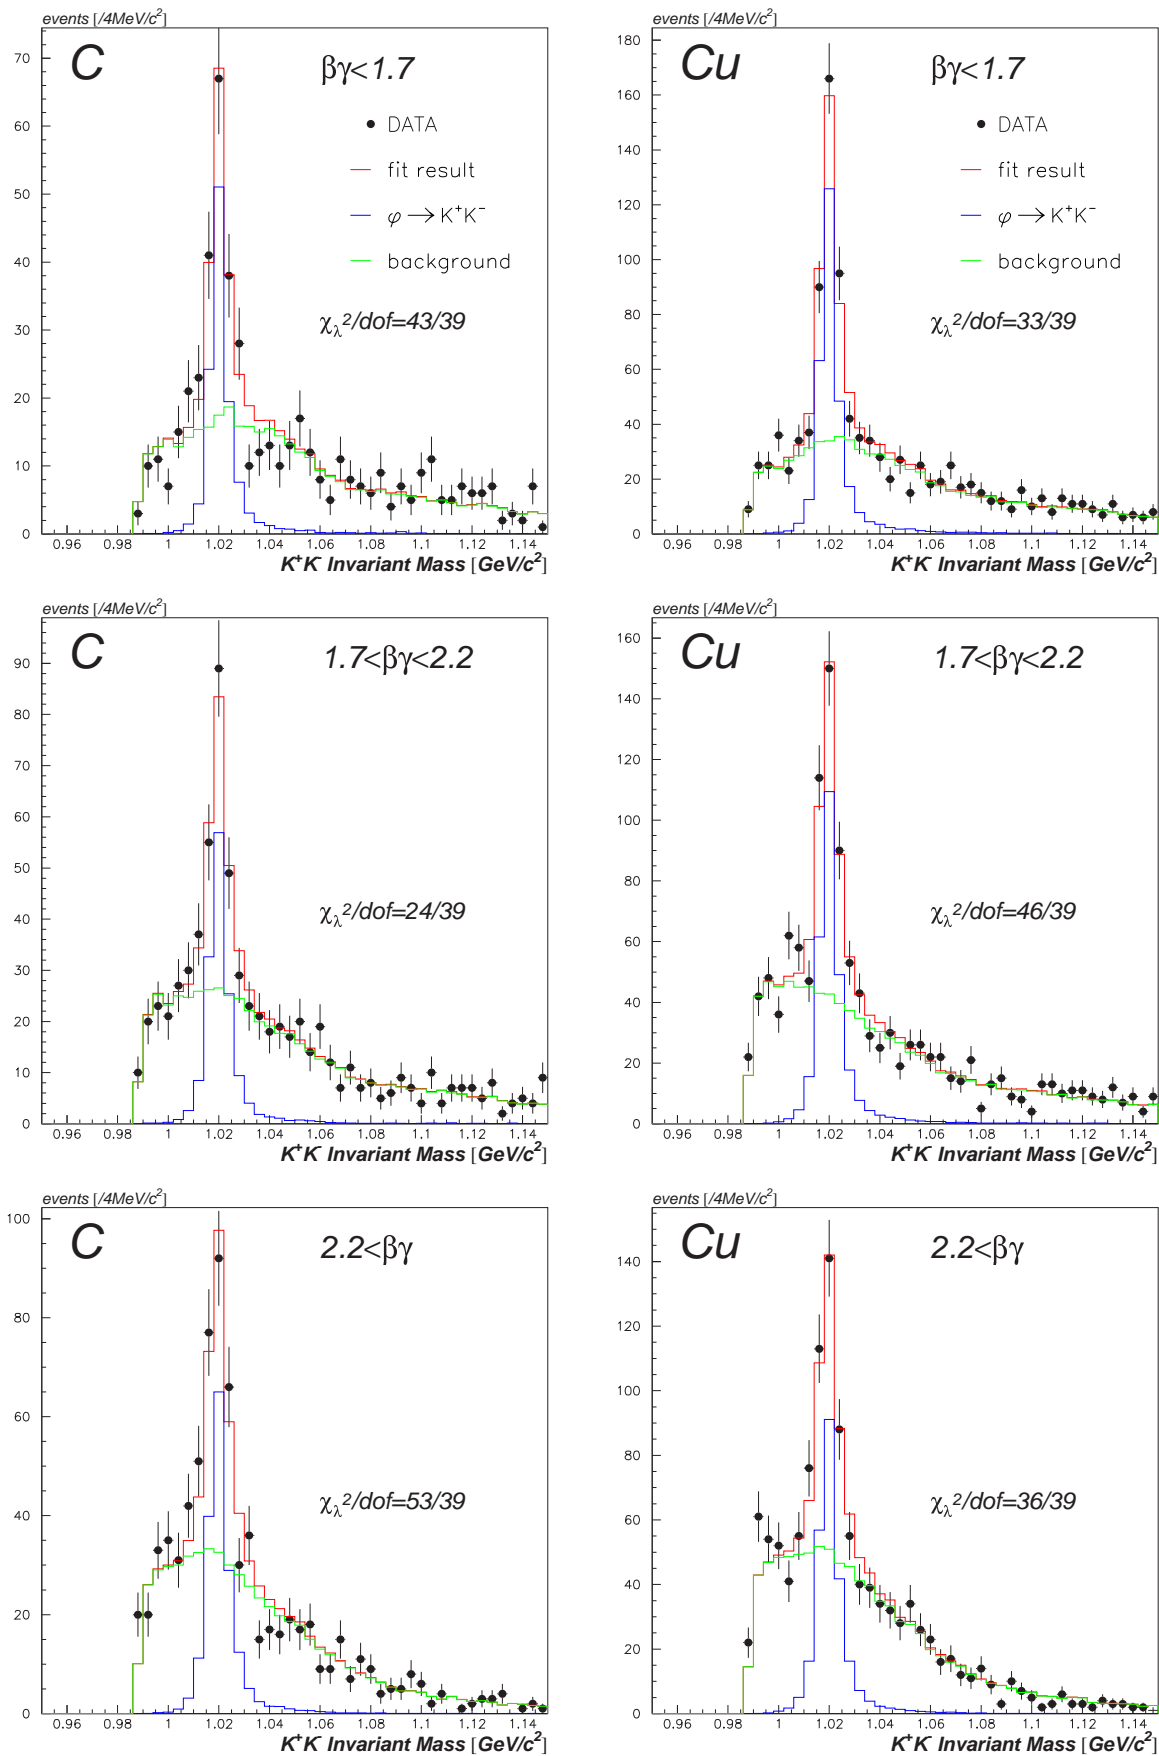 events [/4MeV/c²]
C
βγ<1.7
DATA
fit result
φ → K⁺K⁻
background
χλ²/dof=43/39
70
60
50
40
30
20
10
0
0.96 0.98 1 1.02 1.04 1.06 1.08 1.1 1.12 1.14
K⁺K⁻ Invariant Mass [GeV/c²]
events [/4MeV/c²]
Cu
βγ<1.7
DATA
fit result
φ → K⁺K⁻
background
χλ²/dof=33/39
180
160
140
120
100
80
60
40
20
0
0.96 0.98 1 1.02 1.04 1.06 1.08 1.1 1.12 1.14
K⁺K⁻ Invariant Mass [GeV/c²]
events [/4MeV/c²]
C
1.7<βγ<2.2
χλ²/dof=24/39
90
80
70
60
50
40
30
20
10
0
0.96 0.98 1 1.02 1.04 1.06 1.08 1.1 1.12 1.14
K⁺K⁻ Invariant Mass [GeV/c²]
events [/4MeV/c²]
Cu
1.7<βγ<2.2
χλ²/dof=46/39
160
140
120
100
80
60
40
20
0
0.96 0.98 1 1.02 1.04 1.06 1.08 1.1 1.12 1.14
K⁺K⁻ Invariant Mass [GeV/c²]
events [/4MeV/c²]
C
2.2<βγ
χλ²/dof=53/39
100
80
60
40
20
0
0.96 0.98 1 1.02 1.04 1.06 1.08 1.1 1.12 1.14
K⁺K⁻ Invariant Mass [GeV/c²]
events [/4MeV/c²]
Cu
2.2<βγ
χλ²/dof=36/39
140
120
100
80
60
40
20
0
0.96 0.98 1 1.02 1.04 1.06 1.08 1.1 1.12 1.14
K⁺K⁻ Invariant Mass [GeV/c²]